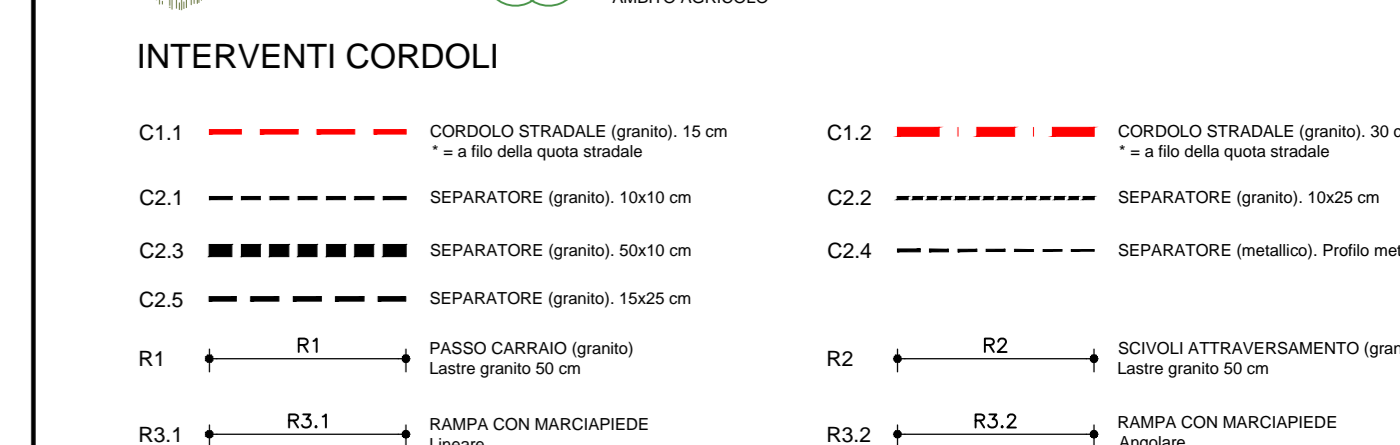 AMBITO AGRICOLO
INTERVENTI CORDOLI
C1.1 CORDOLO STRADALE (granito). 15 cm
* = a filo della quota stradale
C1.2 CORDOLO STRADALE (granito). 30
* = a filo della quota stradale
C2.1 SEPARATORE (granito). 10x10 cm
C2.2 SEPARATORE (granito). 10x25 cm
C2.3 SEPARATORE (granito). 50x10 cm
C2.4 SEPARATORE (metallico). Profilo
C2.5 SEPARATORE (granito). 15x25 cm
R1 R1 PASSO CARRAIO (granito)
Lastre granito 50 cm
R2 R2 SCIVOLI ATTRAVERSAMENTO
Lastre granito 50 cm
R3.1 R3.1 RAMPA CON MARCIAPIEDE
Lineare
R3.2 R3.2 RAMPA CON MARCIAPIEDE
Angolare